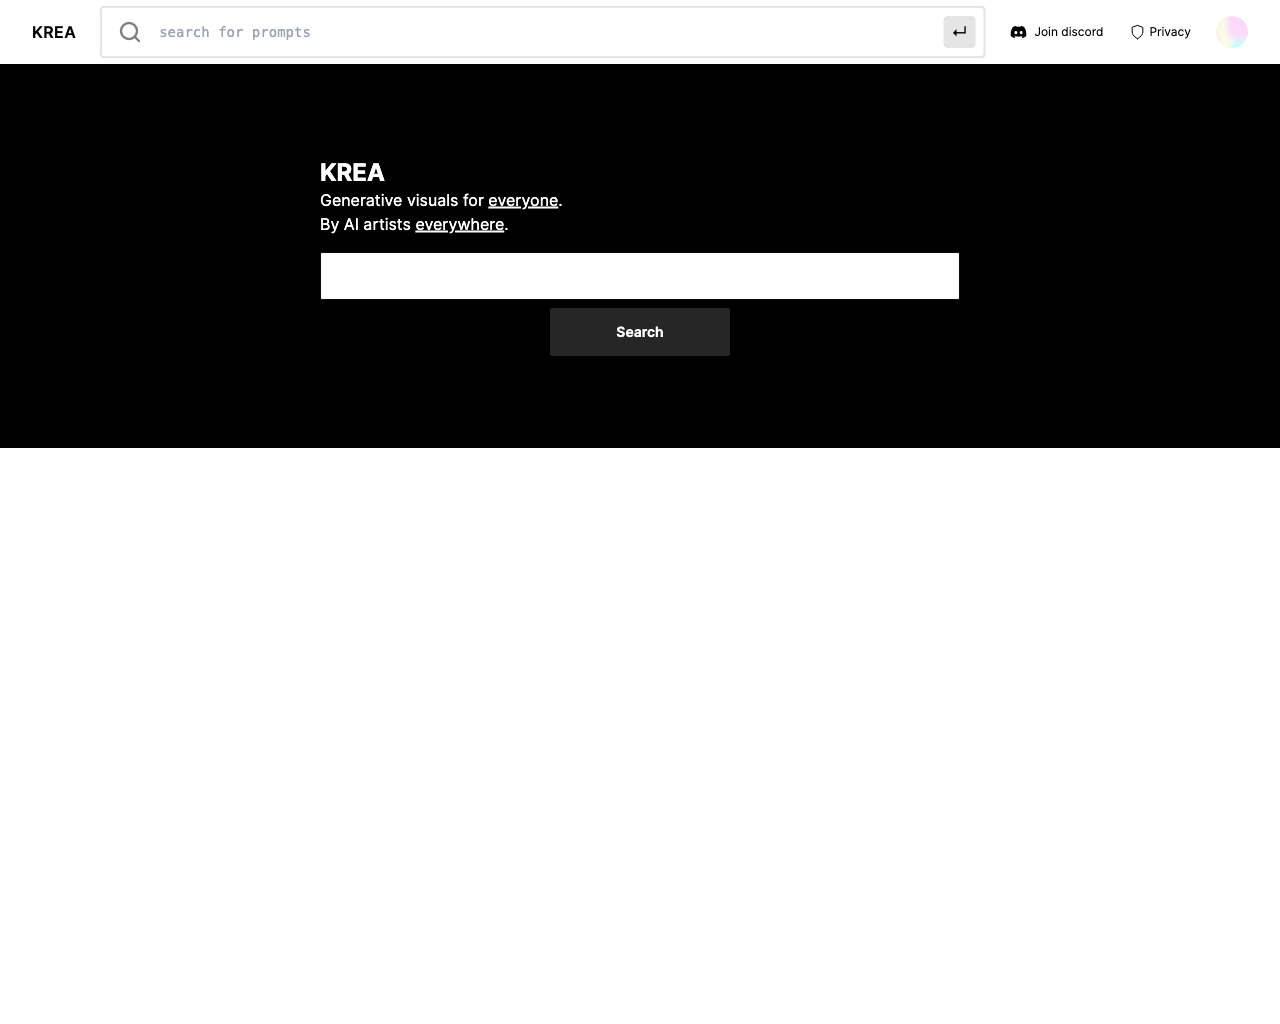 KREA
search for prompts
Join discord
Privacy
KREA
Generative visuals for everyone.
By AI artists everywhere.
Search